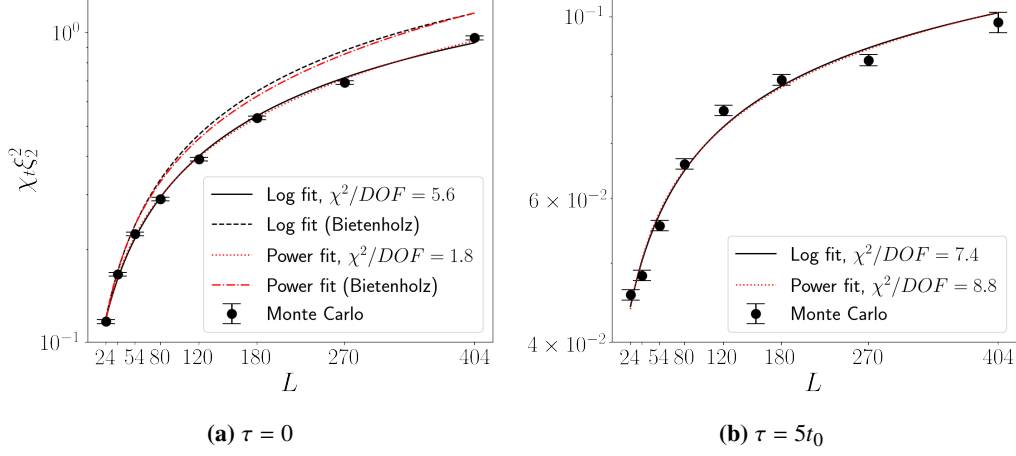 10^0
10^{-1}
χ_t ξ_2^2
Log fit, χ^2/DOF = 5.6
Log fit (Bietenholz)
Power fit, χ^2/DOF = 1.8
Power fit (Bietenholz)
Monte Carlo
24 54 80 120 180 270 404
L
(a) τ = 0
10^{-1}
6 × 10^{-2}
4 × 10^{-2}
Log fit, χ^2/DOF = 7.4
Power fit, χ^2/DOF = 8.8
Monte Carlo
24 54 80 120 180 270 404
L
(b) τ = 5t_0